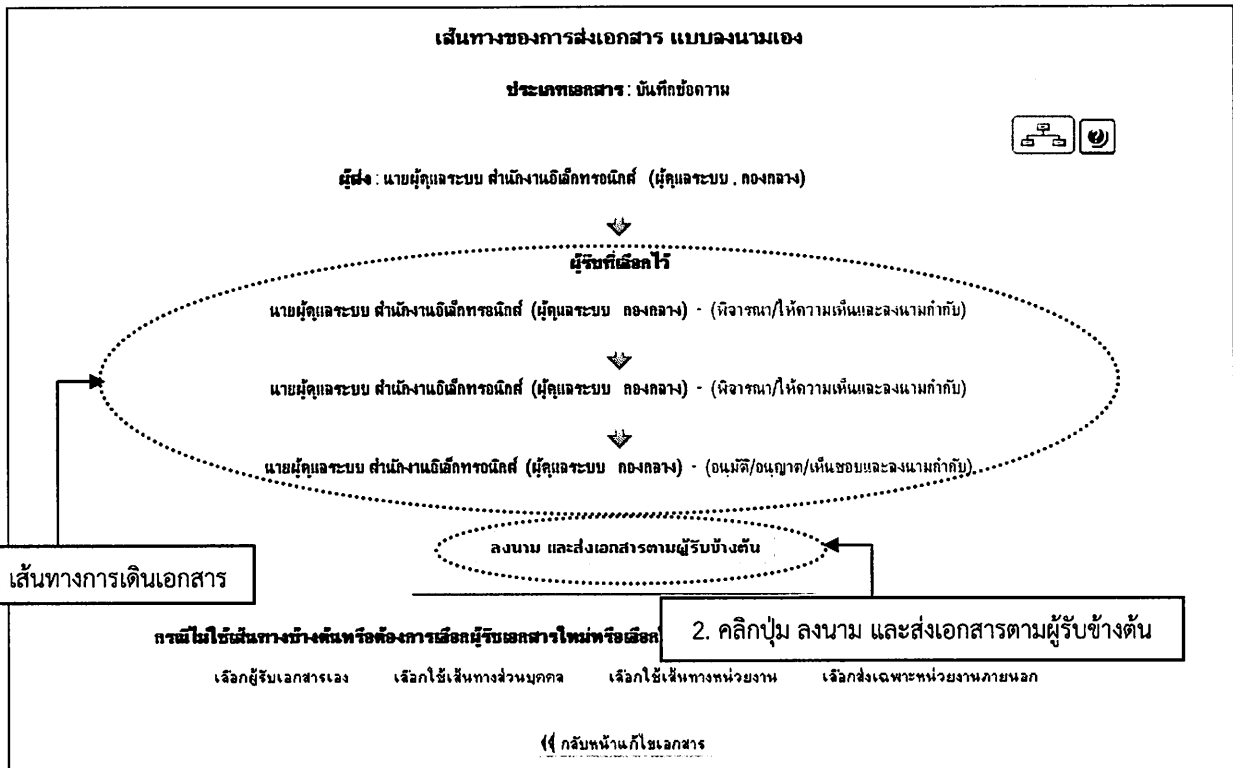 เส้นทางของการส่งเอกสาร แบบลงนามเอง
ประเภทเอกสาร : บันทึกข้อความ
ผู้ส่ง : นายผู้ดูแลระบบ สำนักงานอิเล็กทรอนิกส์ (ผู้ดูแลระบบ , กองกลาง)
ผู้รับที่เลือกไว้
นายผู้ดูแลระบบ สำนักงานอิเล็กทรอนิกส์ (ผู้ดูแลระบบ กองกลาง) - (พิจารณา/ให้ความเห็นและลงนามกำกับ)
นายผู้ดูแลระบบ สำนักงานอิเล็กทรอนิกส์ (ผู้ดูแลระบบ กองกลาง) - (พิจารณา/ให้ความเห็นและลงนามกำกับ)
นายผู้ดูแลระบบ สำนักงานอิเล็กทรอนิกส์ (ผู้ดูแลระบบ กองกลาง) - (อนุมัติ/อนุญาต/เห็นชอบและลงนามกำกับ)
ลงนาม และส่งเอกสารตามผู้รับข้างต้น
เส้นทางการเดินเอกสาร
2. คลิกปุ่ม ลงนาม และส่งเอกสารตามผู้รับข้างต้น
กรณีไม่ใช้เส้นทางข้างต้นหรือต้องการเลือกผู้รับเอกสารใหม่หรือเลือก
เลือกผู้รับเอกสารเอง เลือกใช้เส้นทางส่วนบุคคล เลือกใช้เส้นทางหน่วยงาน เลือกส่งเฉพาะหน่วยงานภายนอก
กลับหน้าแก้ไขเอกสาร